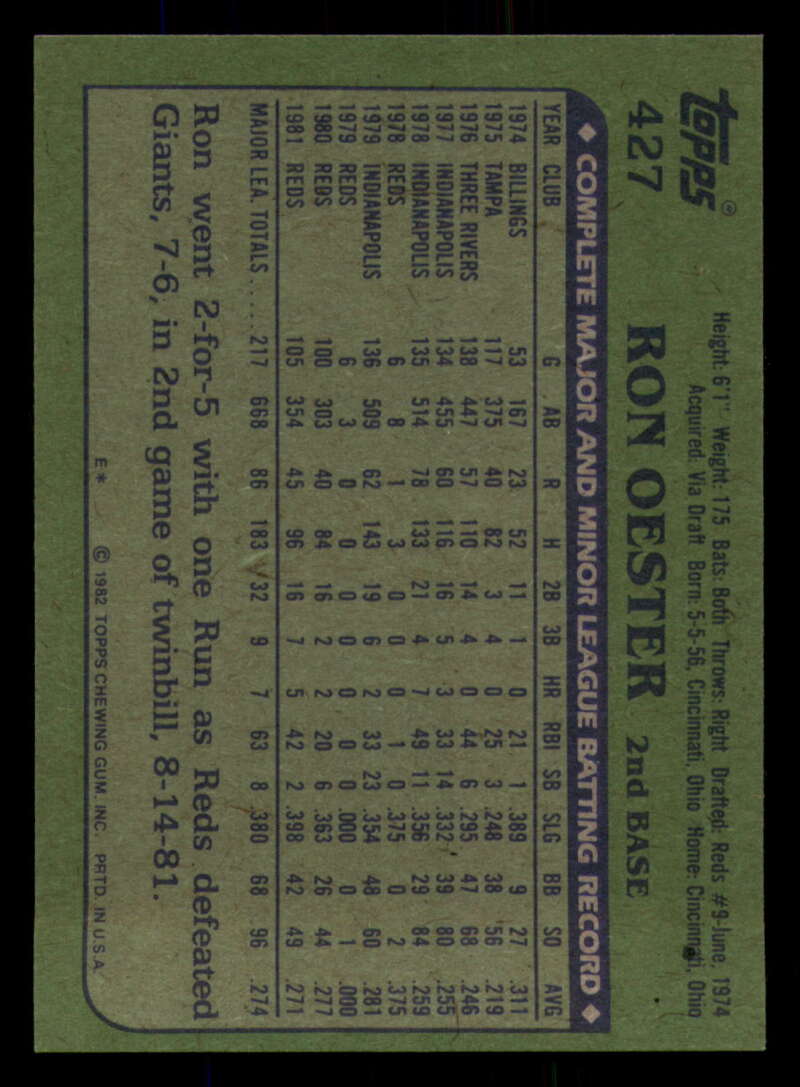 Topps®
427
Height: 6'1" Weight: 175 Bats: Both Throws: Right Drafted: Reds #9-June, 1974
Acquired: Via Draft Born: 5-5-56, Cincinnati, Ohio Home: Cincinnati, Ohio
RON OESTER 2nd BASE
◆ COMPLETE MAJOR AND MINOR LEAGUE BATTING RECORD ◆
YEAR CLUB G AB R H 2B 3B HR RBI SB SLG BB SO AVG
1974 BILLINGS 53 167 23 52 11 1 0 21 1 .389 9 27 .311
1975 TAMPA 117 375 40 82 3 4 0 25 3 .248 38 56 .219
1976 THREE RIVERS 138 447 57 110 14 4 0 44 6 .295 47 68 .246
1977 INDIANAPOLIS 134 455 60 116 16 5 3 33 14 .332 39 80 .255
1978 INDIANAPOLIS 135 514 78 133 21 4 7 49 11 .356 29 84 .259
1978 REDS 6 8 1 3 0 0 0 1 0 .375 0 2 .375
1979 INDIANAPOLIS 136 509 62 143 19 6 2 33 23 .354 48 60 .281
1979 REDS 6 3 0 0 0 0 0 0 0 .000 0 1 .000
1980 REDS 100 303 40 84 16 2 2 20 6 .363 26 44 .277
1981 REDS 105 354 45 96 16 7 5 42 2 .398 42 49 .271
MAJOR LEA. TOTALS..... 217 668 86 183 32 9 7 63 8 .380 68 96 .274
Ron went 2-for-5 with one Run as Reds defeated
Giants, 7-6, in 2nd game of twinbill, 8-14-81.
E* © 1982 TOPPS CHEWING GUM, INC. PRTD. IN U.S.A.